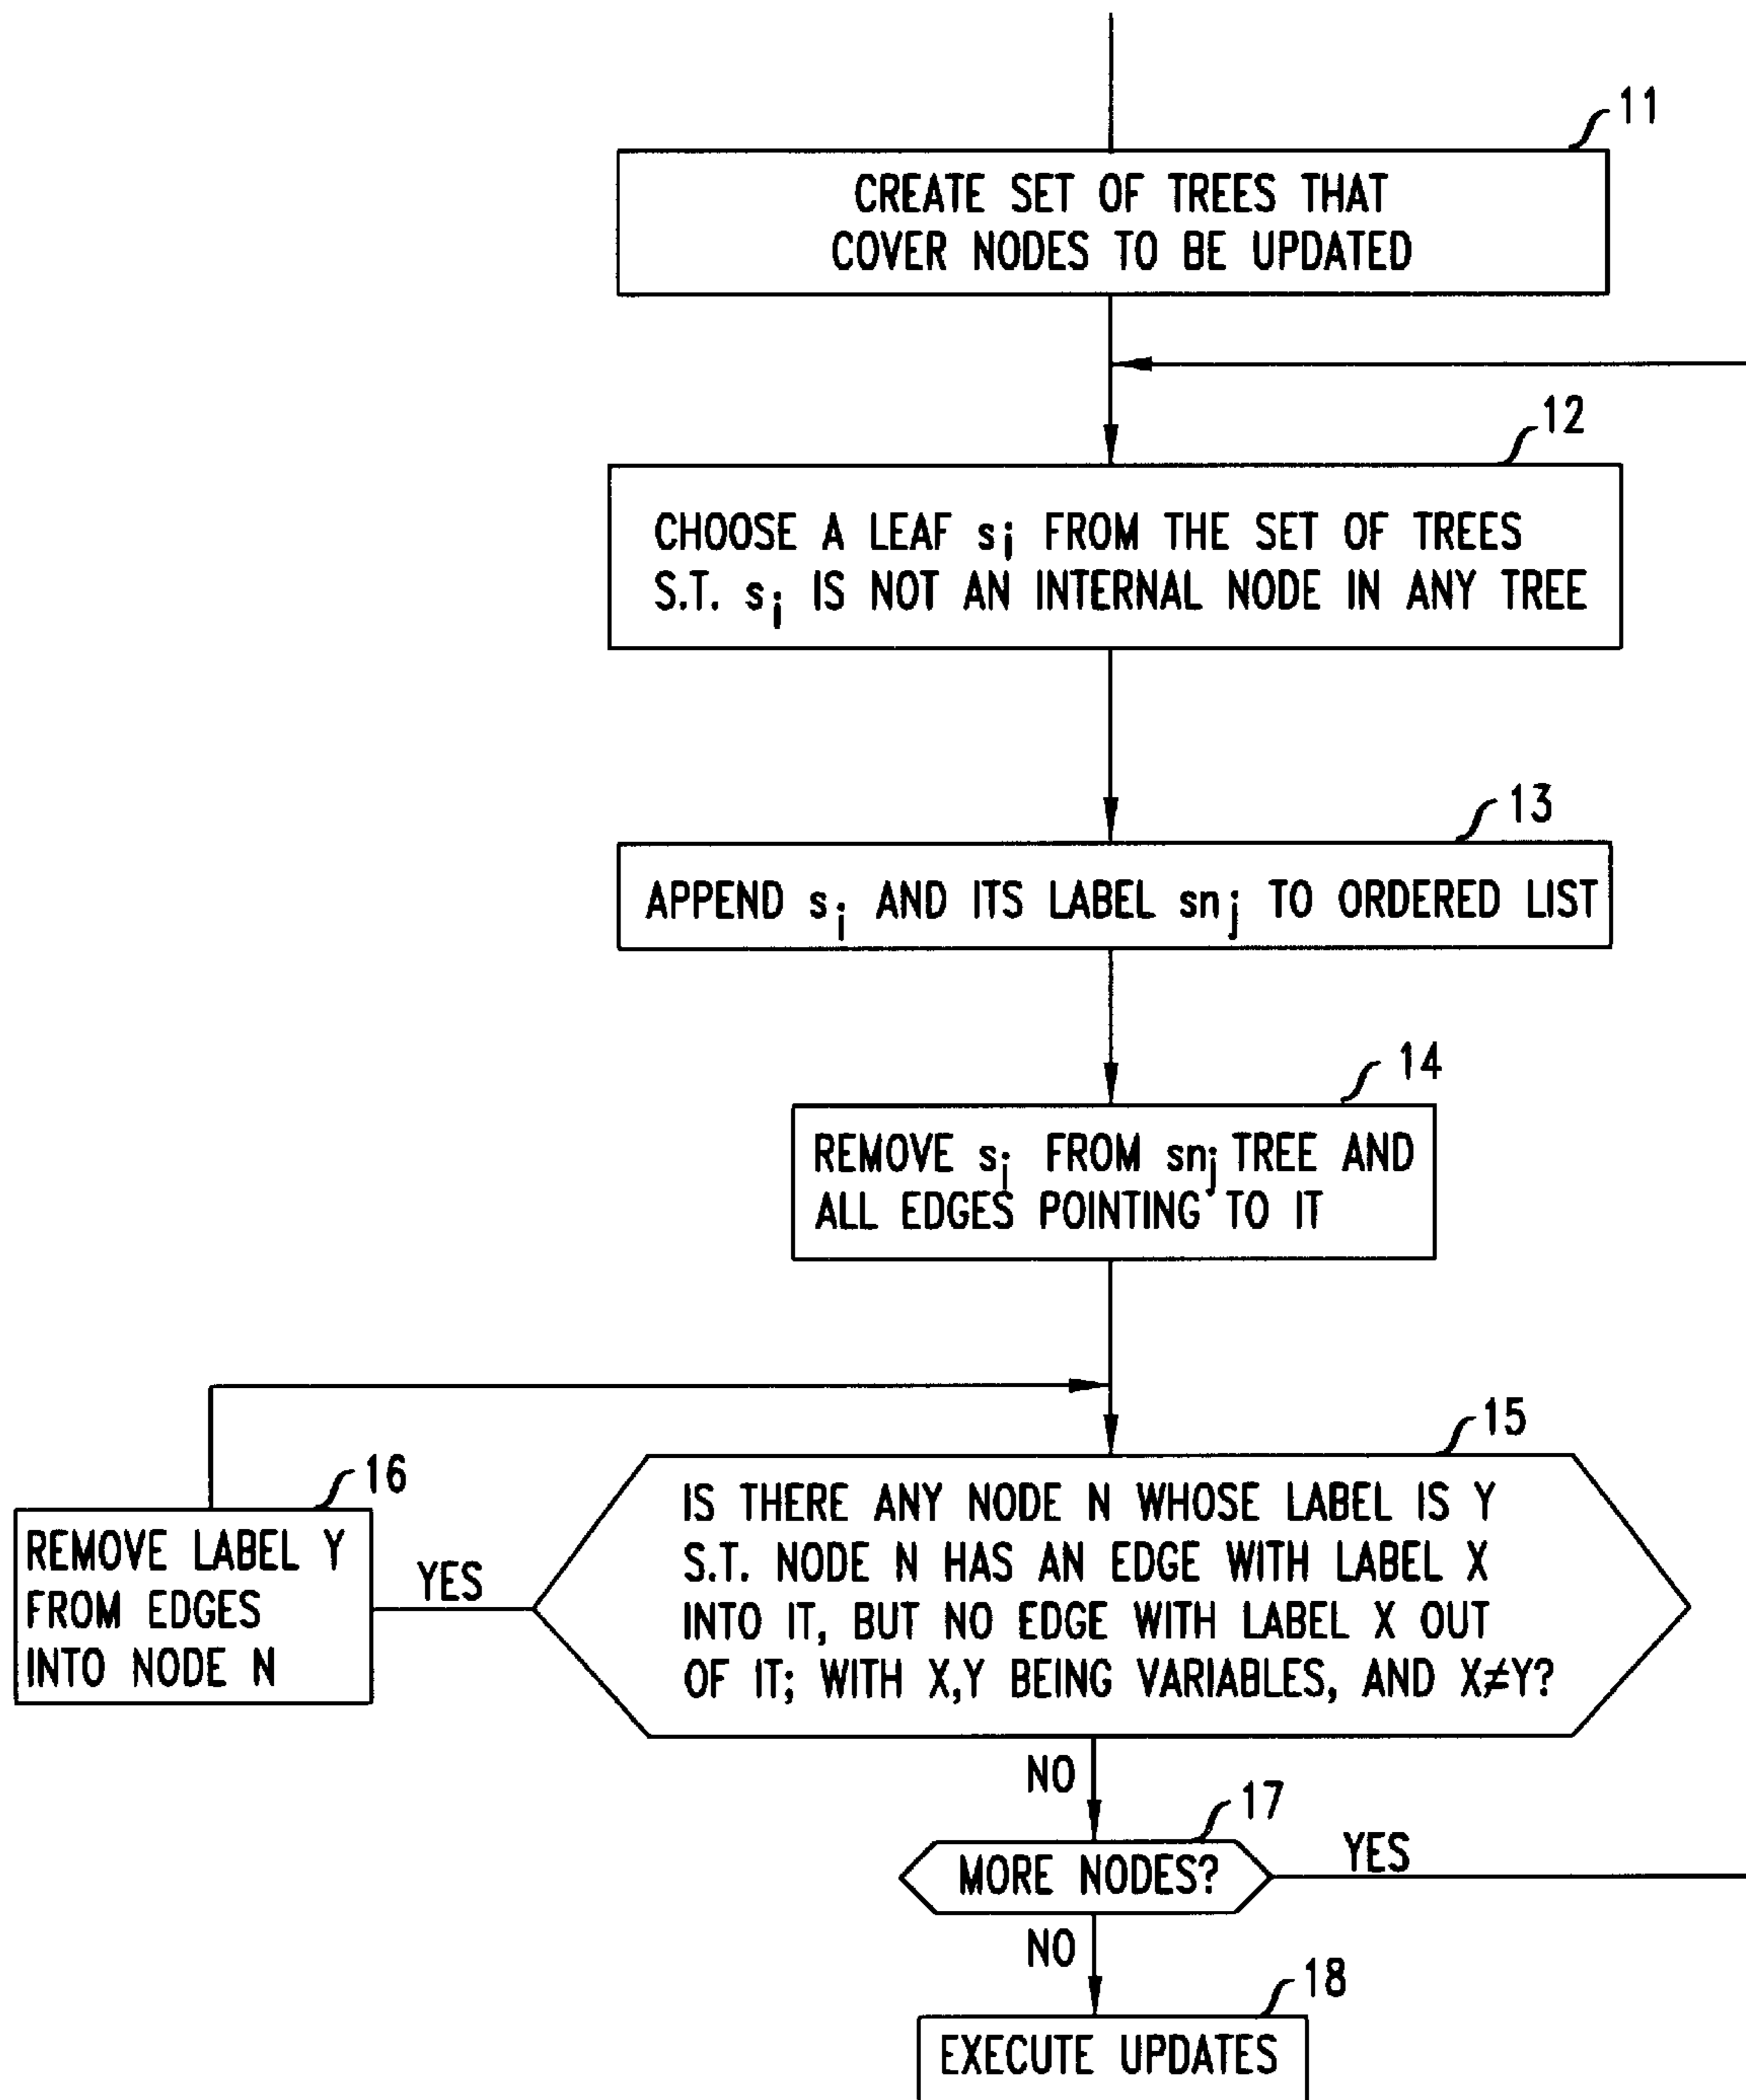 11
CREATE SET OF TREES THAT
COVER NODES TO BE UPDATED
12
CHOOSE A LEAF si FROM THE SET OF TREES
S.T. si IS NOT AN INTERNAL NODE IN ANY TREE
13
APPEND si AND ITS LABEL snj TO ORDERED LIST
14
REMOVE si FROM snj TREE AND
ALL EDGES POINTING TO IT
15
IS THERE ANY NODE N WHOSE LABEL IS Y
S.T. NODE N HAS AN EDGE WITH LABEL X
INTO IT, BUT NO EDGE WITH LABEL X OUT
OF IT; WITH X,Y BEING VARIABLES, AND X≠Y?
16
REMOVE LABEL Y
FROM EDGES
INTO NODE N
YES
NO
17
MORE NODES?
YES
NO
18
EXECUTE UPDATES